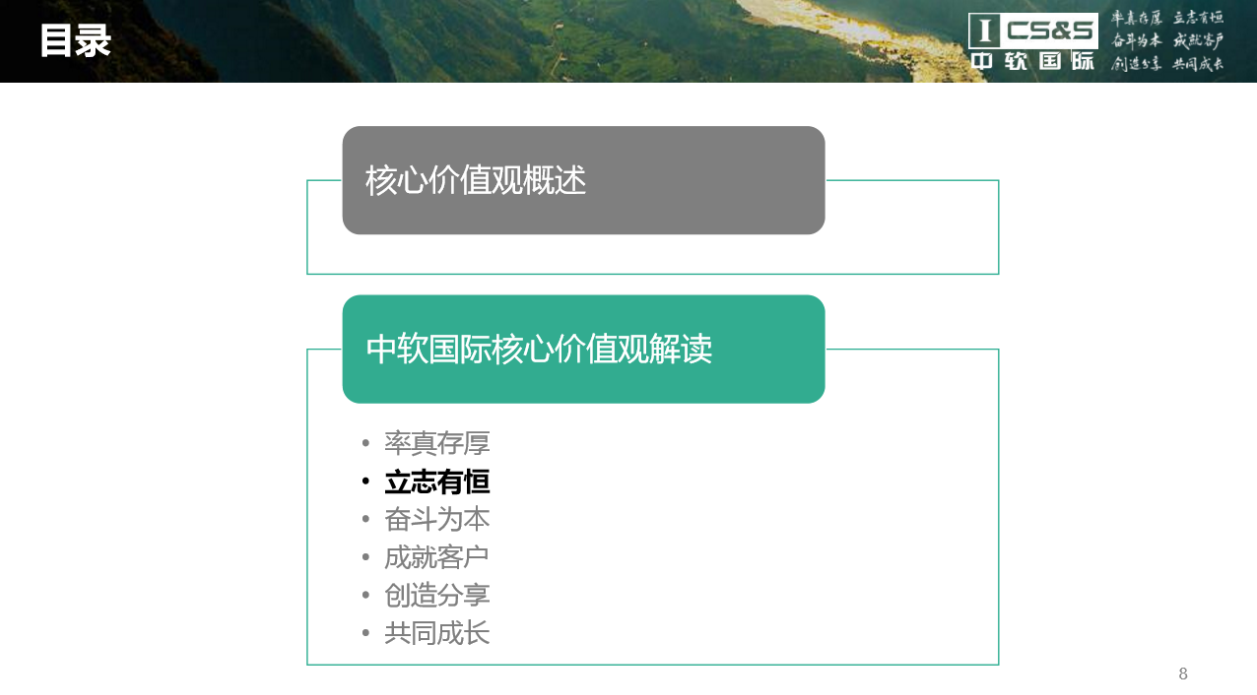 目录
I CS&S
中软国际
率真存厚 立志有恒
奋斗为本 成就客户
创造分享 共同成长
核心价值观概述
中软国际核心价值观解读
• 率真存厚
• 立志有恒
• 奋斗为本
• 成就客户
• 创造分享
• 共同成长
8